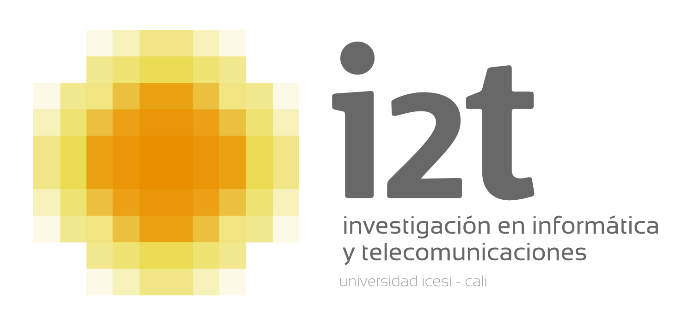 i2t
investigación en informática
y telecomunicaciones
universidad icesi - cali